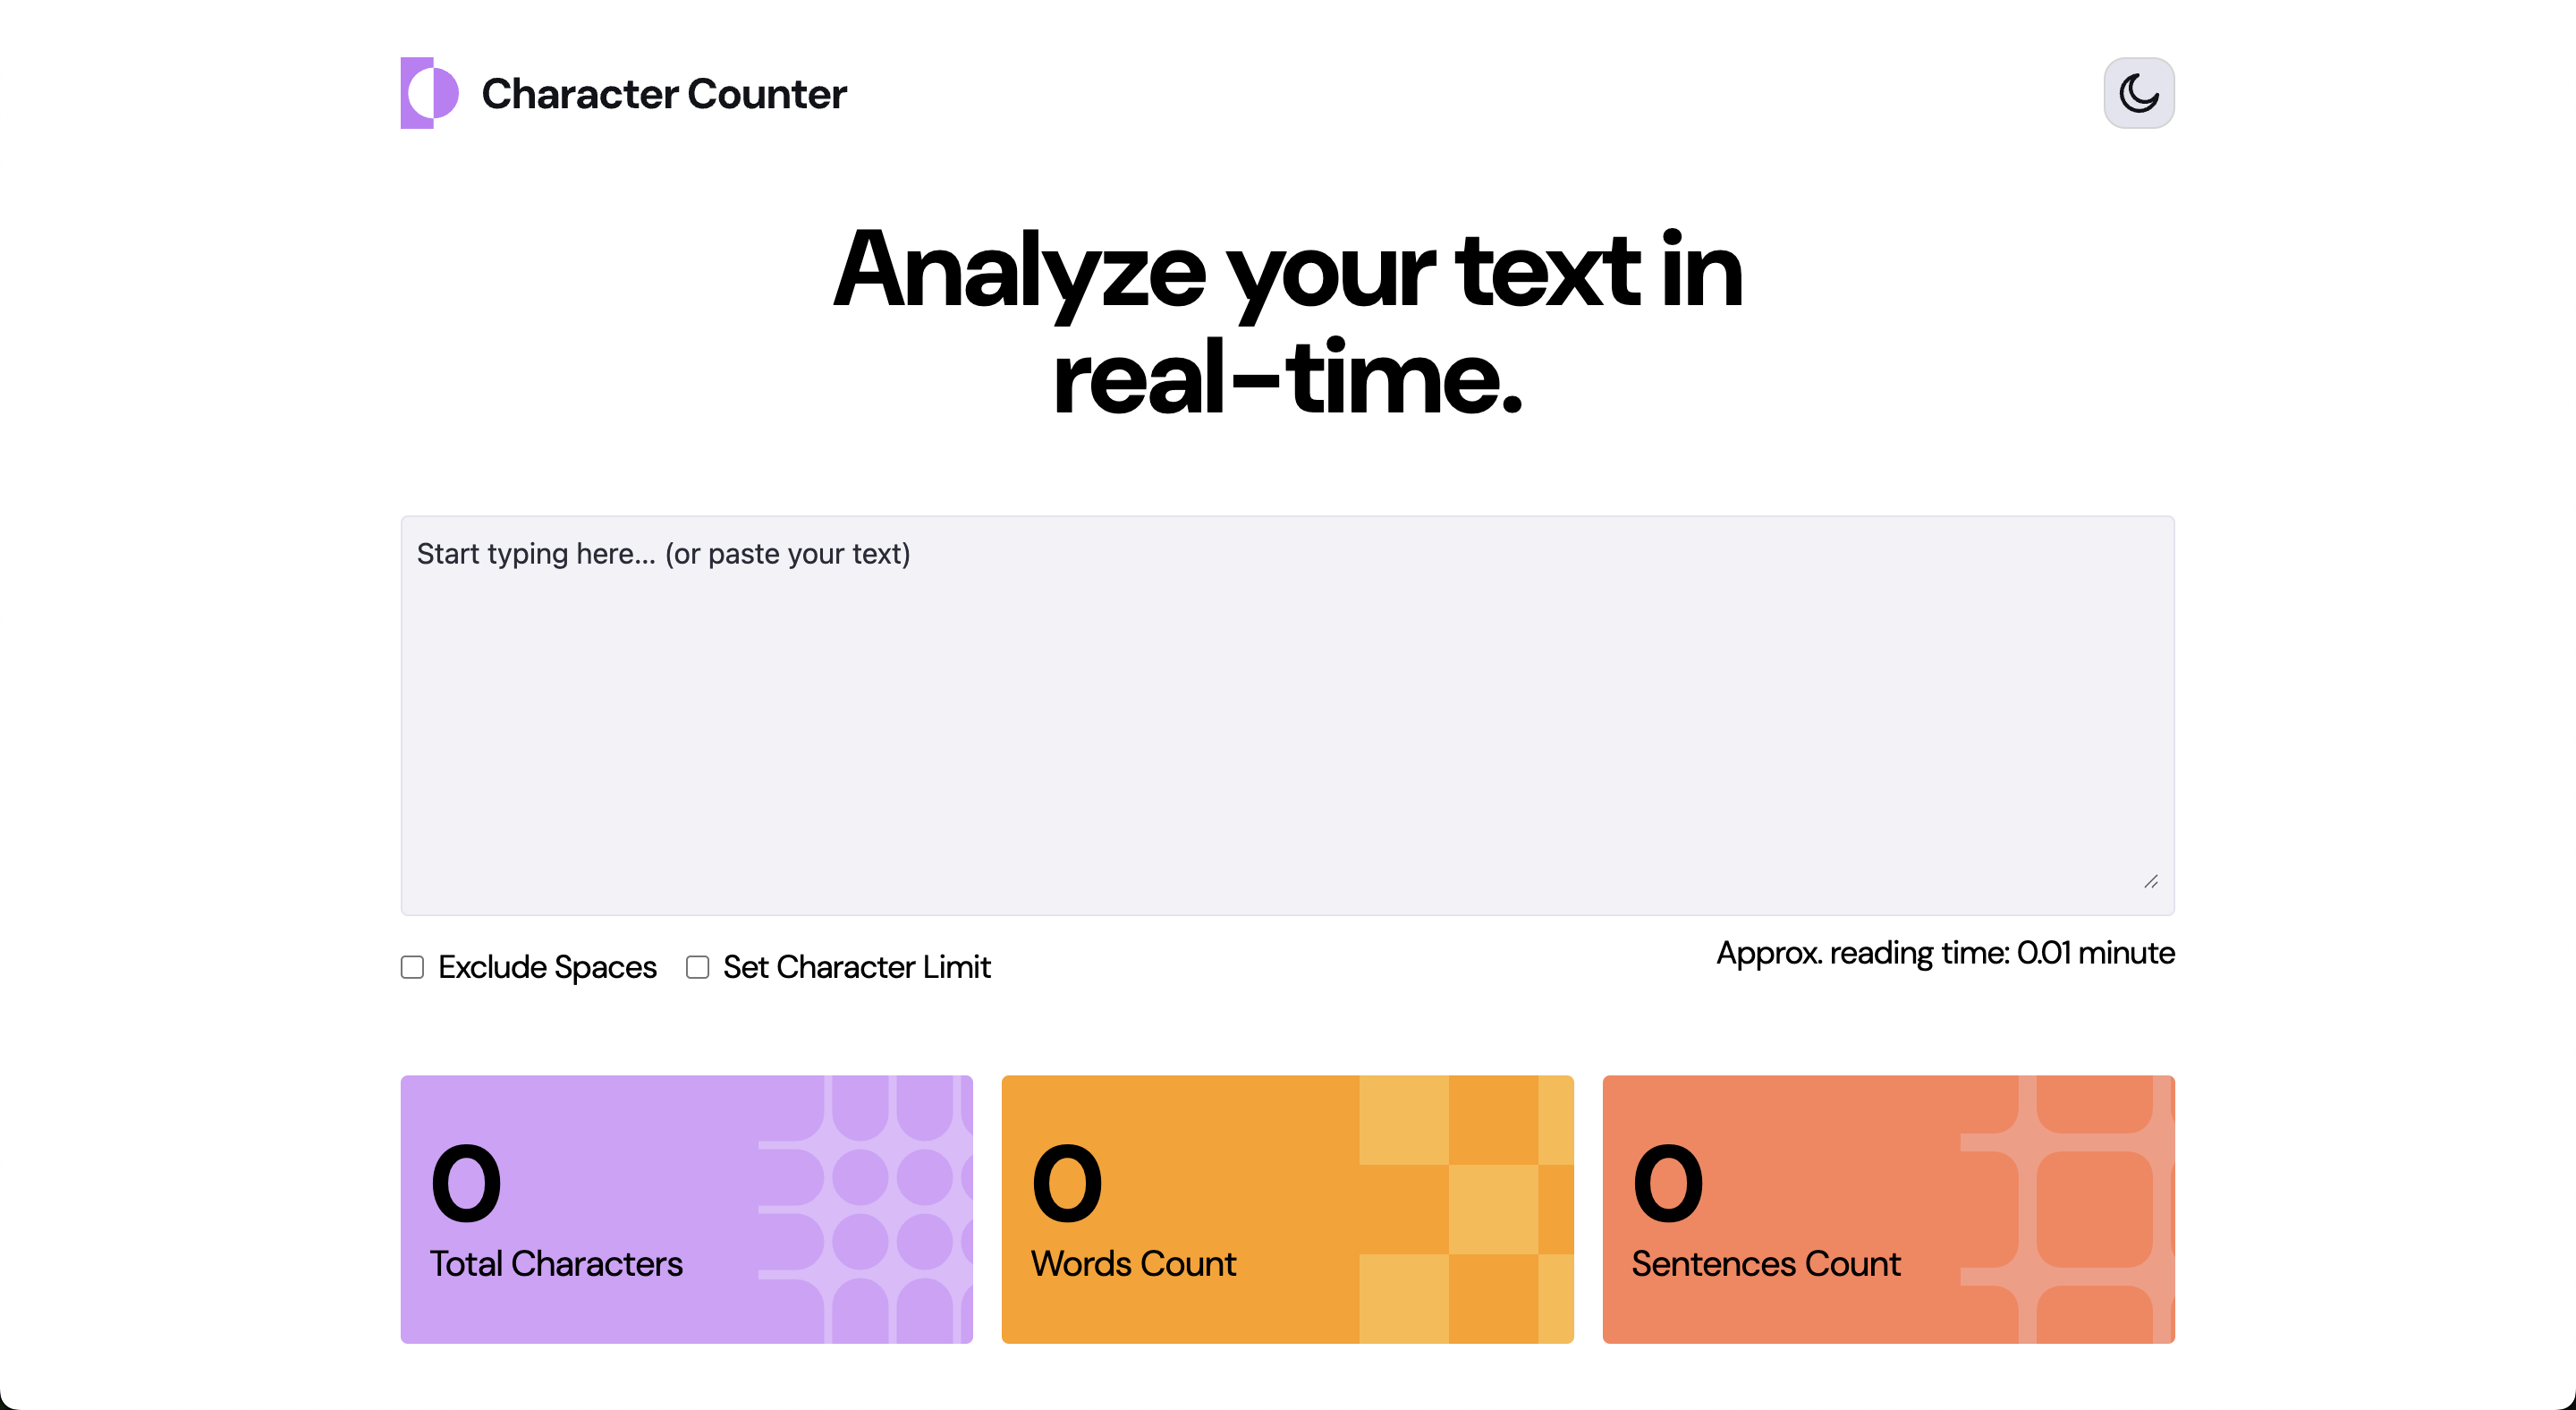 Character Counter
Analyze your text in
real-time.
Start typing here... (or paste your text)
Exclude Spaces
Set Character Limit
Approx. reading time: 0.01 minute
0
Total Characters
0
Words Count
0
Sentences Count